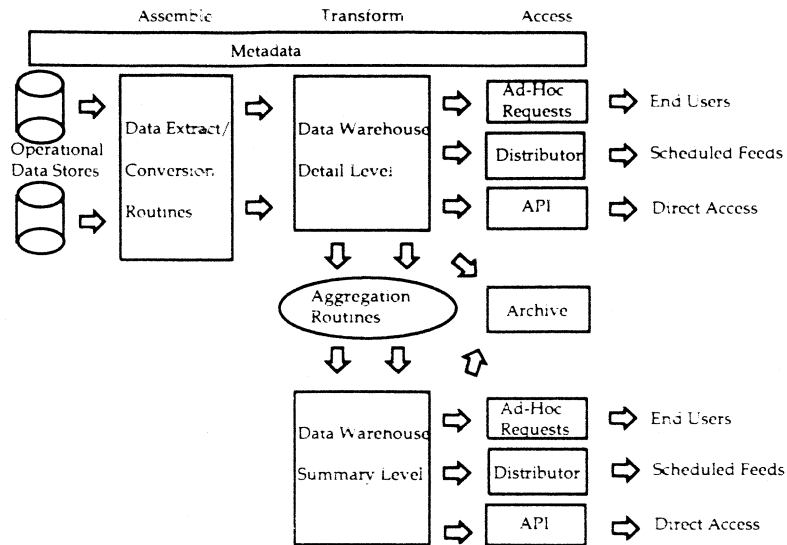 Assemble Transform Access
Metadata
Operational
Data Stores
Data Extract/
Conversion
Routines
Data Warehouse
Detail Level
Ad-Hoc
Requests
End Users
Distributor
Scheduled Feeds
API
Direct Access
Aggregation
Routines
Archive
Data Warehouse
Summary Level
Ad-Hoc
Requests
End Users
Distributor
Scheduled Feeds
API
Direct Access